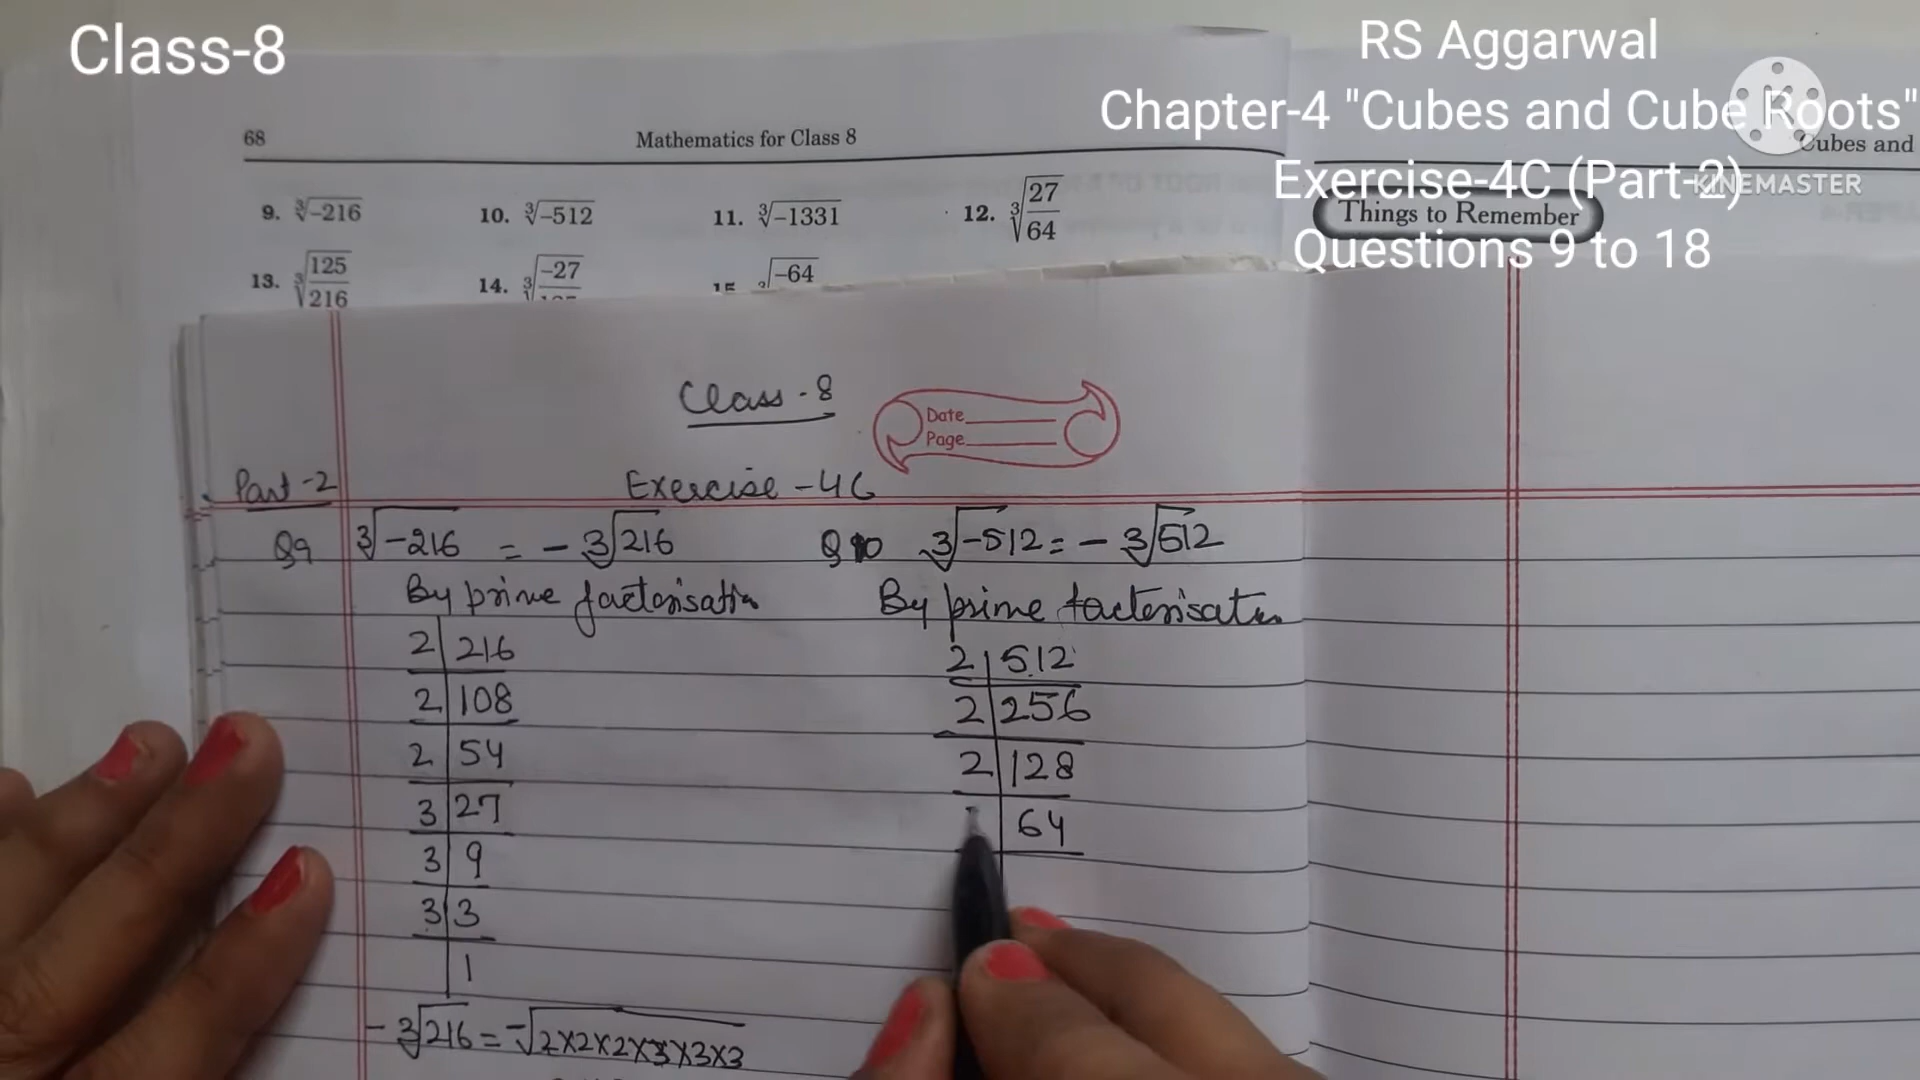 Class-8
RS Aggarwal
Chapter-4 "Cubes and Cube Roots"
Exercise-4C (Part-2)
Questions 9 to 18
KINEMASTER
68 Mathematics for Class 8
Cubes and
9. ∛-216 10. ∛-512 11. ∛-1331 12. ∛27/64
13. ∛125/216 14. ∛-27 15. ∛-64
Things to Remember
Class - 8
Date
Page
Part -2 Exercise - 4C
Q9 ∛-216 = - ∛216 Q10 ∛-512 = - ∛512
By prime factorisation By prime factorisation
2 216 2 512
2 108 2 256
2 54 2 128
3 27 64
3 9
3 3
1
- ∛216 = -√2×2×2×3×3×3